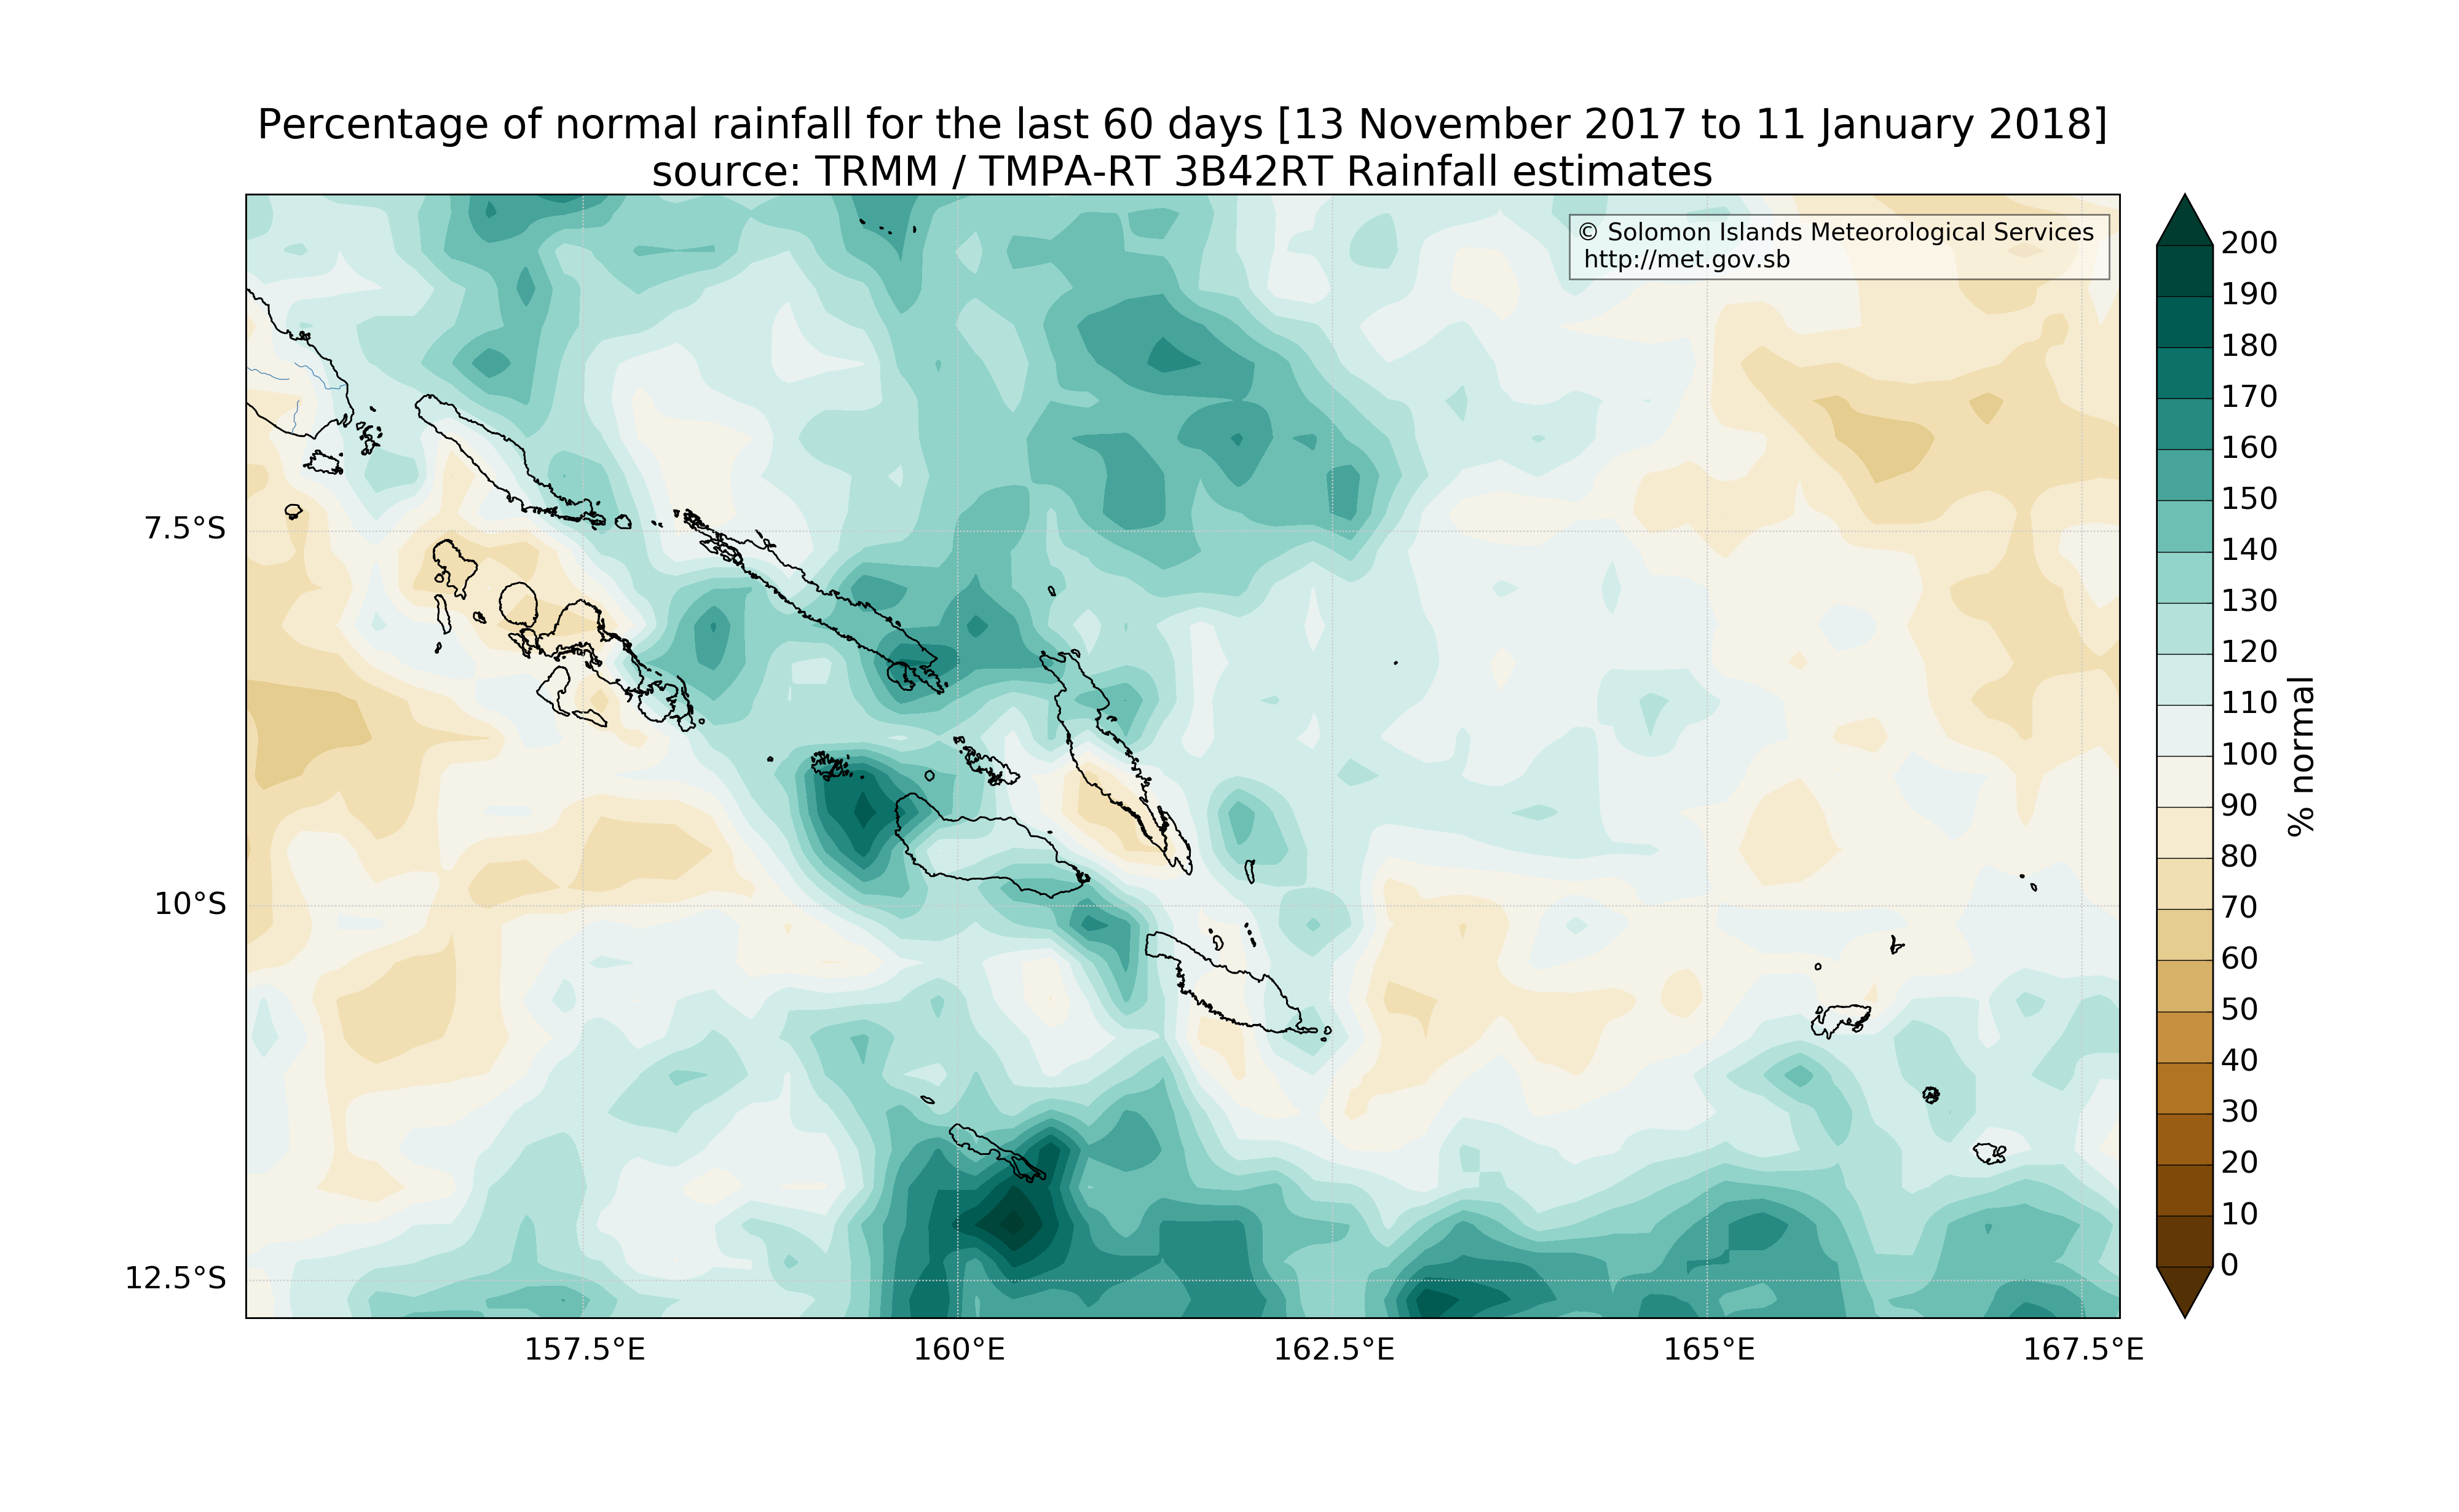 Percentage of normal rainfall for the last 60 days [13 November 2017 to 11 January 2018]
source: TRMM / TMPA-RT 3B42RT Rainfall estimates
© Solomon Islands Meteorological Services
http://met.gov.sb
7.5°S
10°S
12.5°S
157.5°E
160°E
162.5°E
165°E
167.5°E
200
190
180
170
160
150
140
130
120
110
100
90
80
70
60
50
40
30
20
10
0
% normal